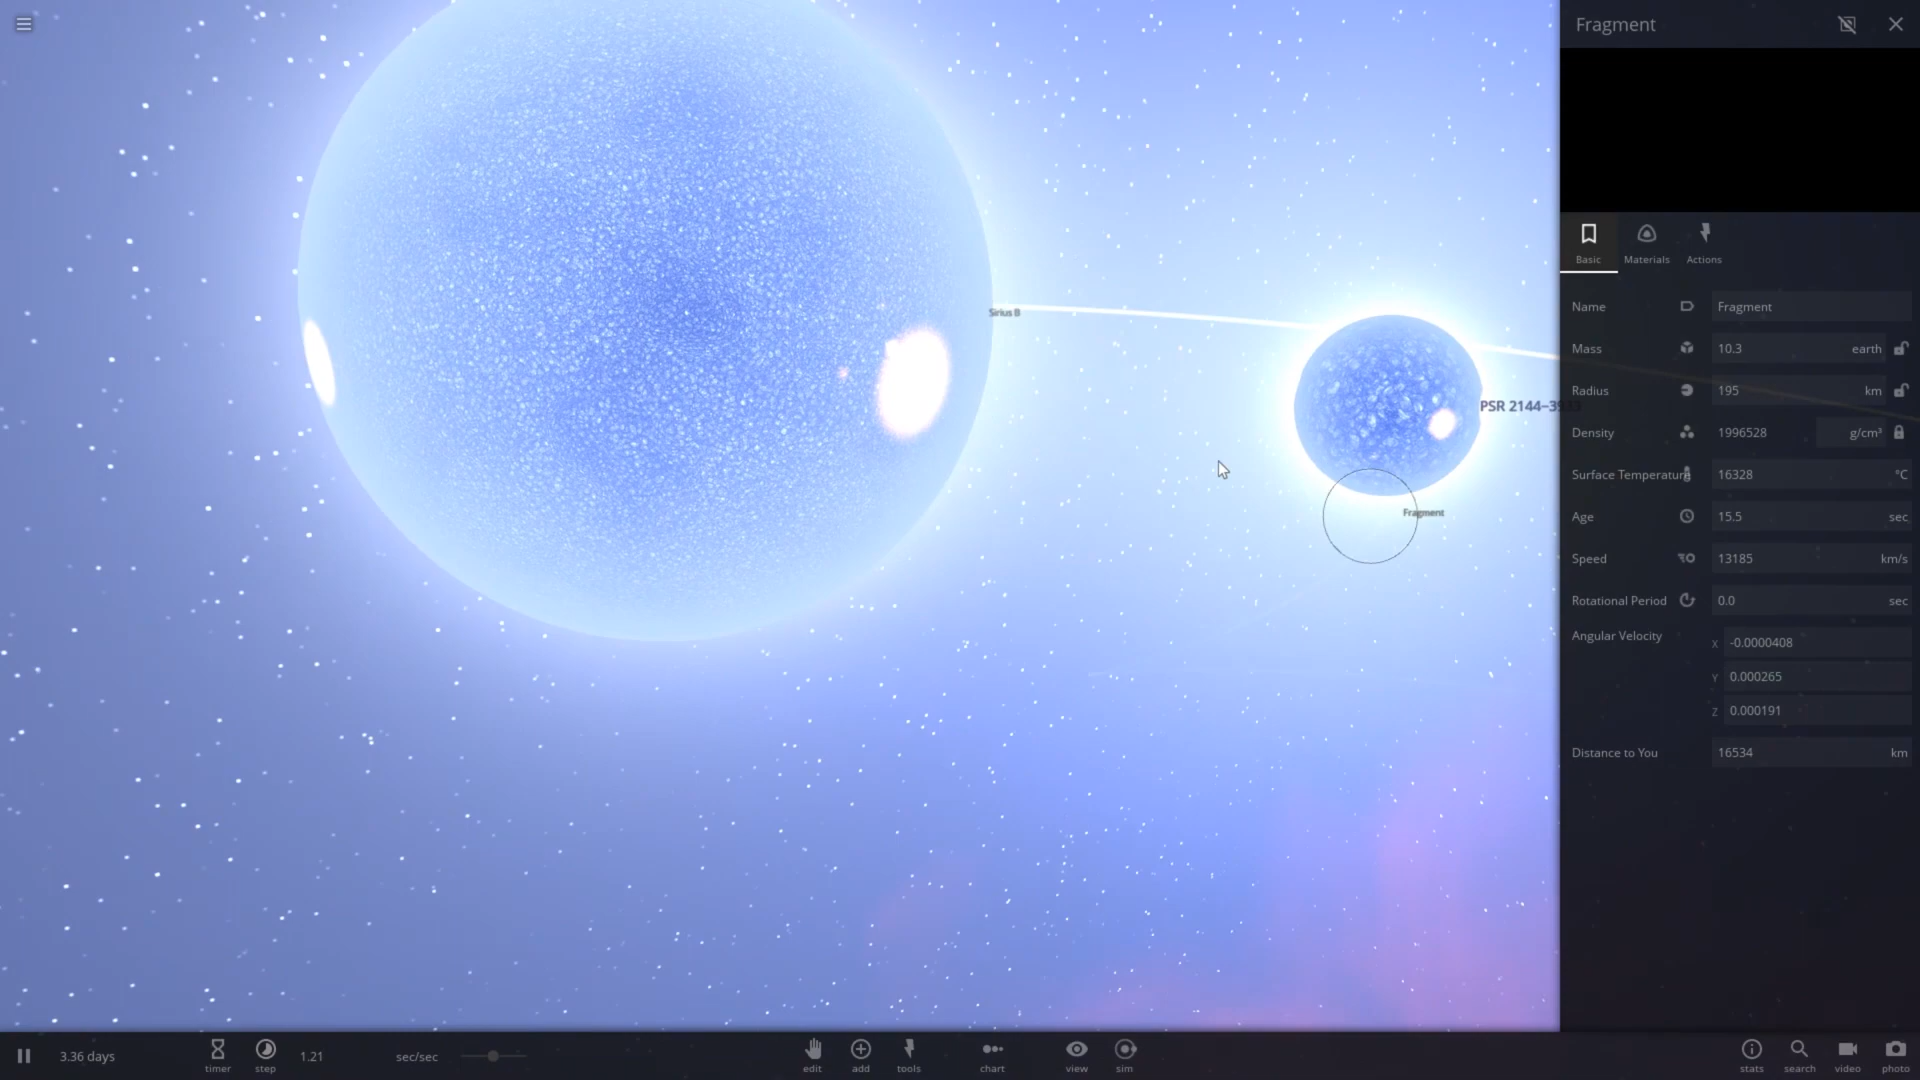 Fragment
Basic
Materials
Actions
Name Fragment
Mass 10.3 earth
Radius 195 km
Density 1996528 g/cm³
Surface Temperature 16328 °C
Age 15.5 sec
Speed 13185 km/s
Rotational Period 0.0 sec
Angular Velocity X -0.0000408
Y 0.000265
Z 0.000191
Distance to You 16534 km
Sirius B
PSR 2144-3933
Fragment
3.36 days
timer
step
1.21 sec/sec
edit
add
tools
chart
view
sim
stats
search
video
photo